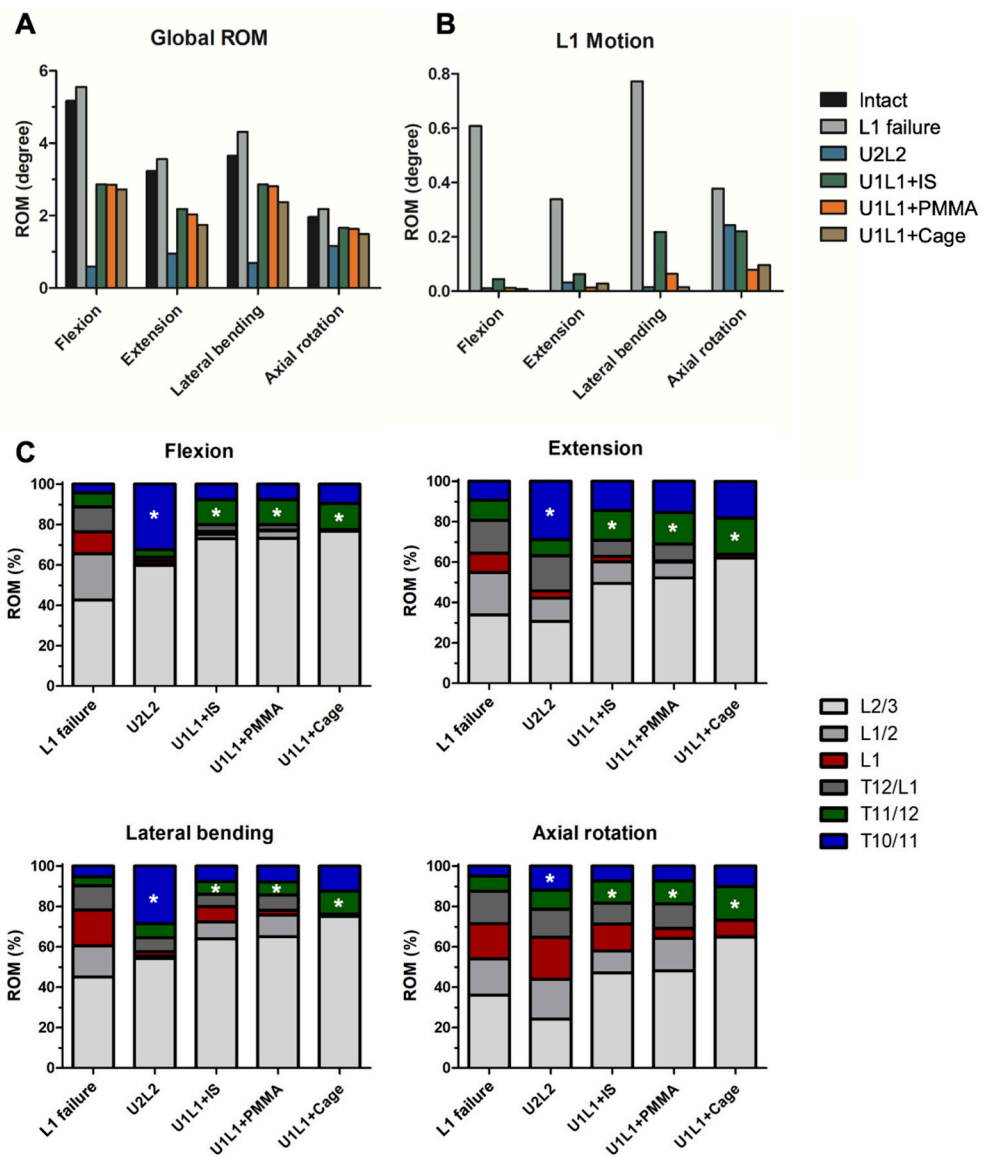 A
Global ROM
ROM (degree)
6
4
2
0
Flexion
Extension
Lateral bending
Axial rotation
B
L1 Motion
ROM (degree)
0.8
0.6
0.4
0.2
0.0
Flexion
Extension
Lateral bending
Axial rotation
Intact
L1 failure
U2L2
U1L1+IS
U1L1+PMMA
U1L1+Cage
C
Flexion
ROM (%)
100
80
60
40
20
0
*
*
*
*
L1 failure
U2L2
U1L1+IS
U1L1+PMMA
U1L1+Cage
Extension
ROM (%)
100
80
60
40
20
0
*
*
*
*
L1 failure
U2L2
U1L1+IS
U1L1+PMMA
U1L1+Cage
L2/3
L1/2
L1
T12/L1
T11/12
T10/11
Lateral bending
ROM (%)
100
80
60
40
20
0
*
*
*
*
L1 failure
U2L2
U1L1+IS
U1L1+PMMA
U1L1+Cage
Axial rotation
ROM (%)
100
80
60
40
20
0
*
*
*
*
L1 failure
U2L2
U1L1+IS
U1L1+PMMA
U1L1+Cage